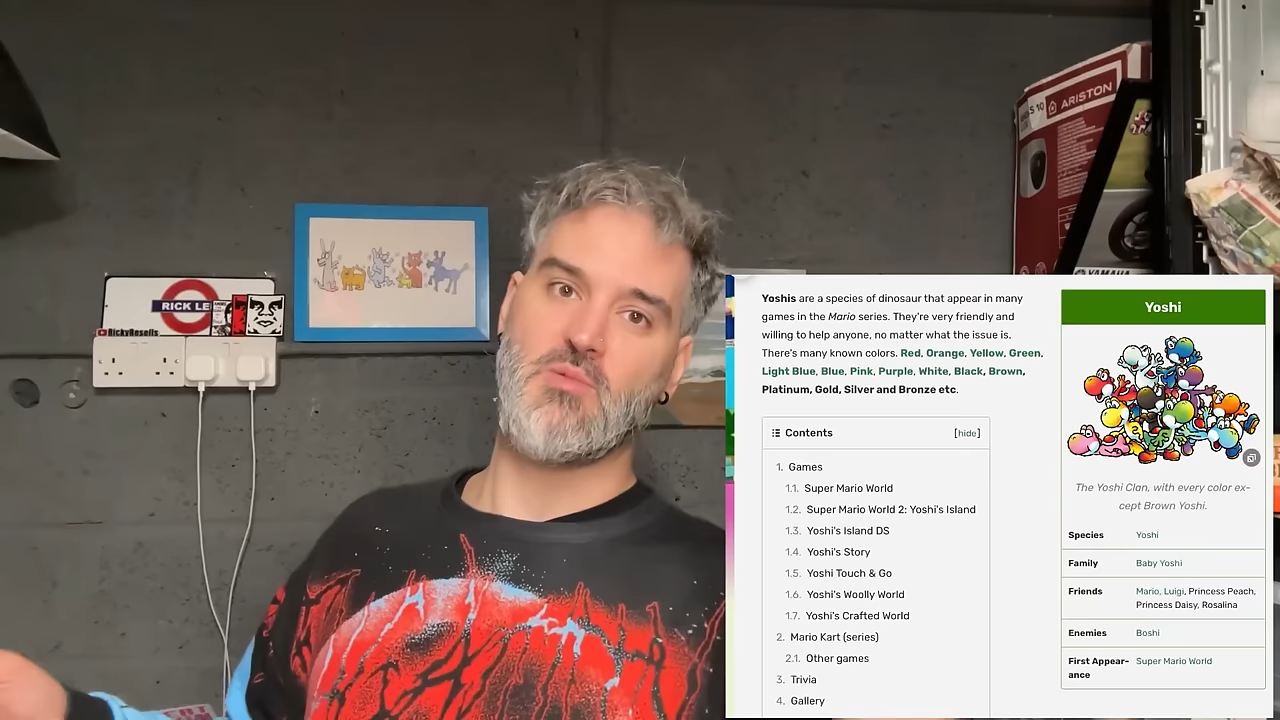 S 10
ARISTON
YAMAHA
RICK LE
RickyResells
Yoshis are a species of dinosaur that appear in many
games in the Mario series. They're very friendly and
willing to help anyone, no matter what the issue is.
There's many known colors. Red, Orange, Yellow, Green,
Light Blue, Blue, Pink, Purple, White, Black, Brown,
Platinum, Gold, Silver and Bronze etc.
Contents [hide]
1. Games
1.1. Super Mario World
1.2. Super Mario World 2: Yoshi's Island
1.3. Yoshi's Island DS
1.4. Yoshi's Story
1.5. Yoshi Touch & Go
1.6. Yoshi's Woolly World
1.7. Yoshi's Crafted World
2. Mario Kart (series)
2.1. Other games
3. Trivia
4. Gallery
Yoshi
The Yoshi Clan, with every color ex-
cept Brown Yoshi.
Species Yoshi
Family Baby Yoshi
Friends Mario, Luigi, Princess Peach,
Princess Daisy, Rosalina
Enemies Boshi
First Appear- Super Mario World
ance